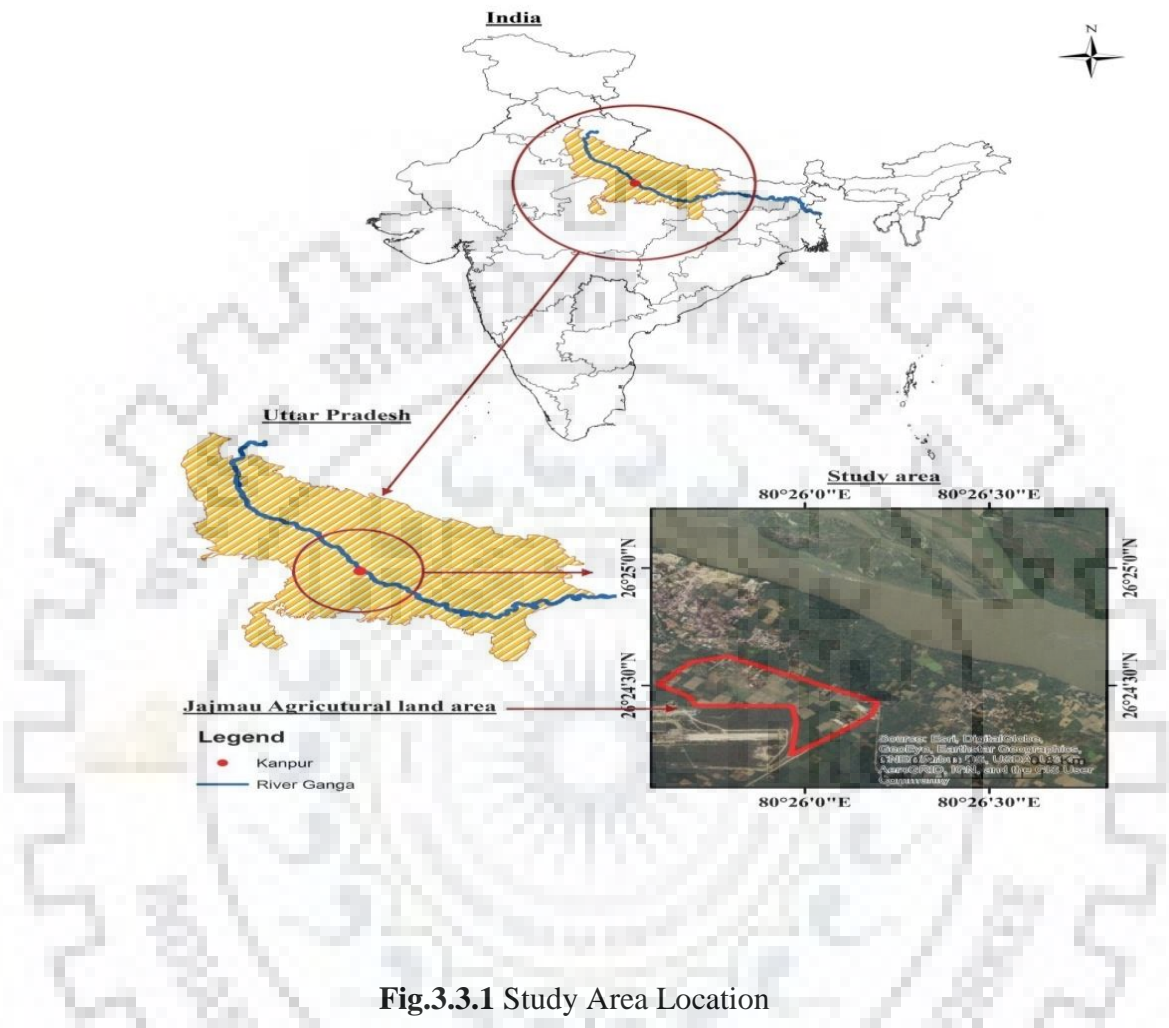 India
N
Uttar Pradesh
Study area
80°26'0"E 80°26'30"E
26°25'0"N 26°25'0"N
26°24'30"N 26°24'30"N
Jajmau Agricutural land area
Legend
Kanpur
River Ganga
Source: Esri, DigitalGlobe,
GeoEye, Earthstar Geographics,
AeroGRID, IGN, and the GIS User
Community
80°26'0"E 80°26'30"E
Fig.3.3.1 Study Area Location